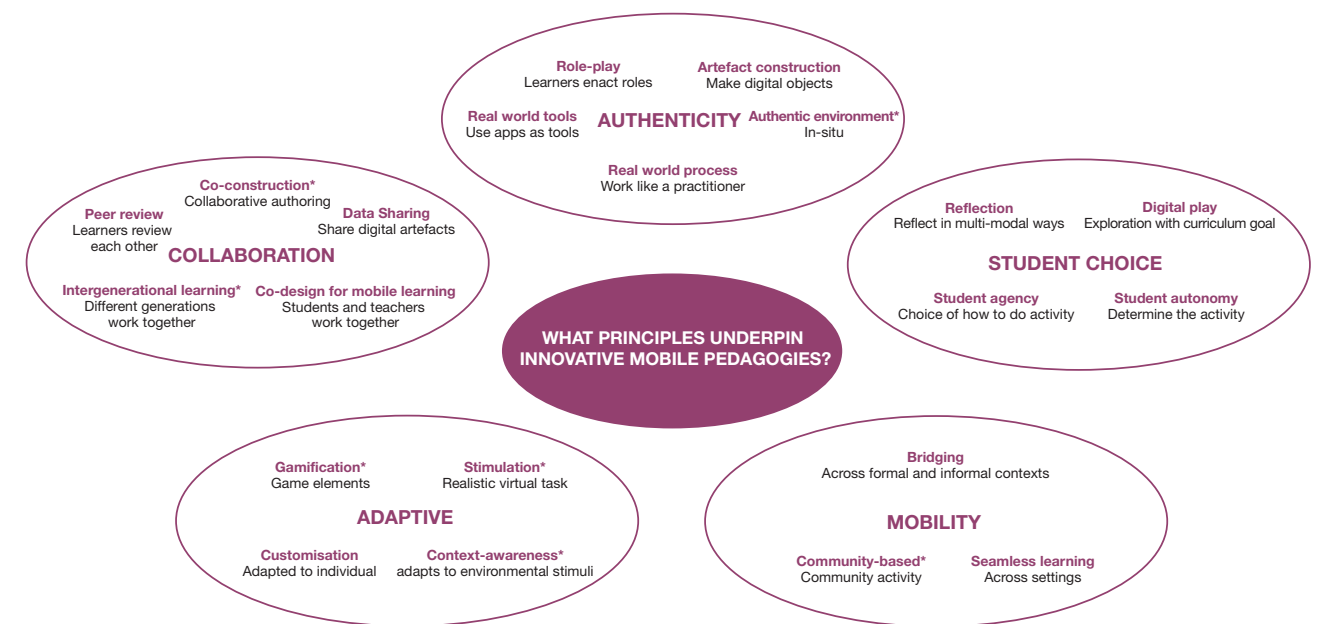 Role-play
Learners enact roles
Artefact construction
Make digital objects
Real world tools
Use apps as tools
AUTHENTICITY
Authentic environment*
In-situ
Real world process
Work like a practitioner
Co-construction*
Collaborative authoring
Peer review
Learners review
each other
Data Sharing
Share digital artefacts
COLLABORATION
Intergenerational learning*
Different generations
work together
Co-design for mobile learning
Students and teachers
work together
Reflection
Reflect in multi-modal ways
Digital play
Exploration with curriculum goal
STUDENT CHOICE
Student agency
Choice of how to do activity
Student autonomy
Determine the activity
WHAT PRINCIPLES UNDERPIN
INNOVATIVE MOBILE PEDAGOGIES?
Gamification*
Game elements
Stimulation*
Realistic virtual task
ADAPTIVE
Customisation
Adapted to individual
Context-awareness*
adapts to environmental stimuli
Bridging
Across formal and informal contexts
MOBILITY
Community-based*
Community activity
Seamless learning
Across settings